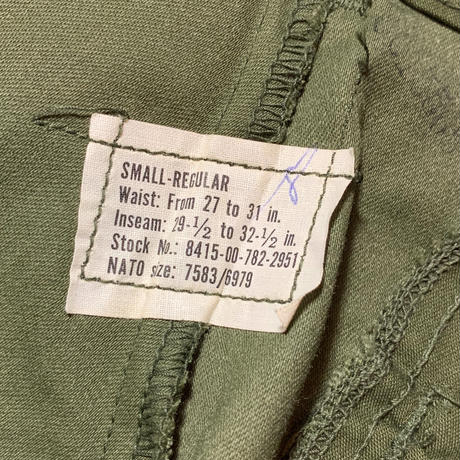 SMALL-REGULAR
Waist: From 27 to 31 in.
Inseam: 29-1/2 to 32-1/2 in.
Stock No.: 8415-00-782-2951
NATO size: 7583/6979